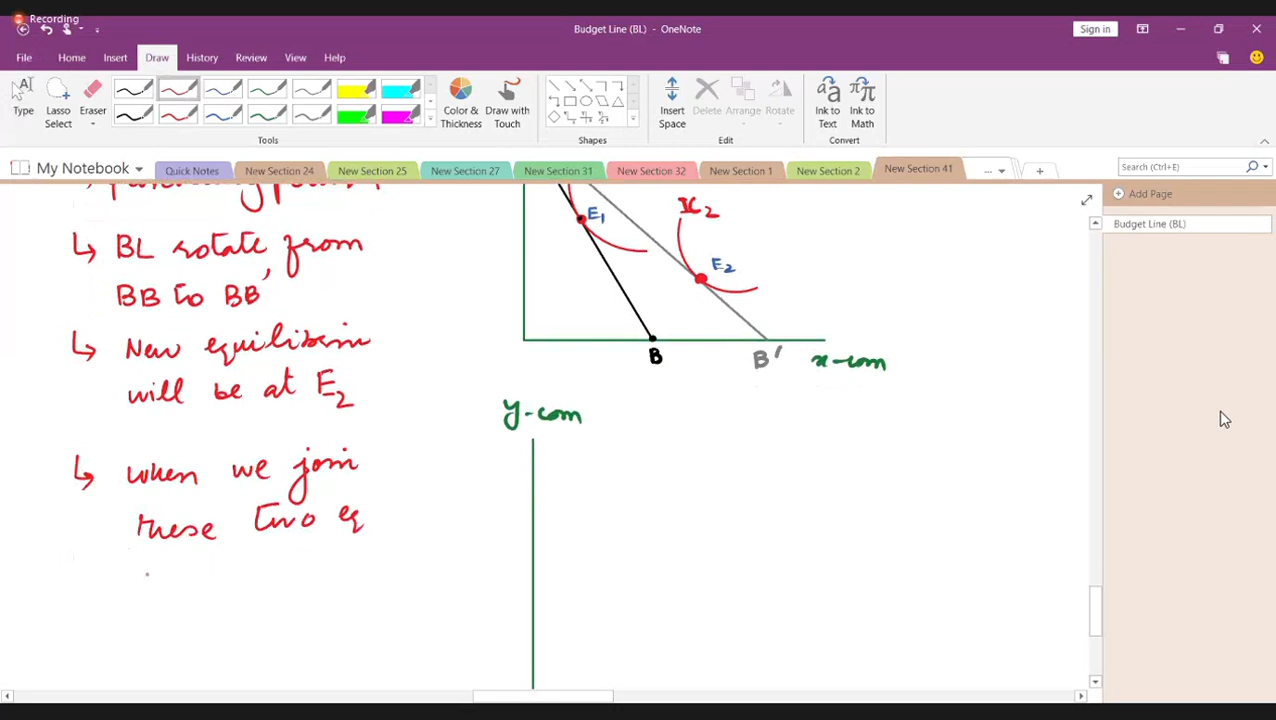 Recording
Budget Line (BL) - OneNote
Sign in
File Home Insert Draw History Review View Help
Type
Lasso Select
Eraser
Color & Thickness
Draw with Touch
Insert Space
Delete
Arrange
Rotate
Ink to Text
Ink to Math
Tools
Shapes
Edit
Convert
My Notebook
Quick Notes
New Section 24
New Section 25
New Section 27
New Section 31
New Section 32
New Section 1
New Section 2
New Section 41
...
Search (Ctrl+E)
Add Page
Budget Line (BL)
↳ BL rotate from
BB to BB'
↳ New equilibrim
will be at E2
↳ when we join
these two eq
E1
IC2
E2
B
B'
x-com
y-com